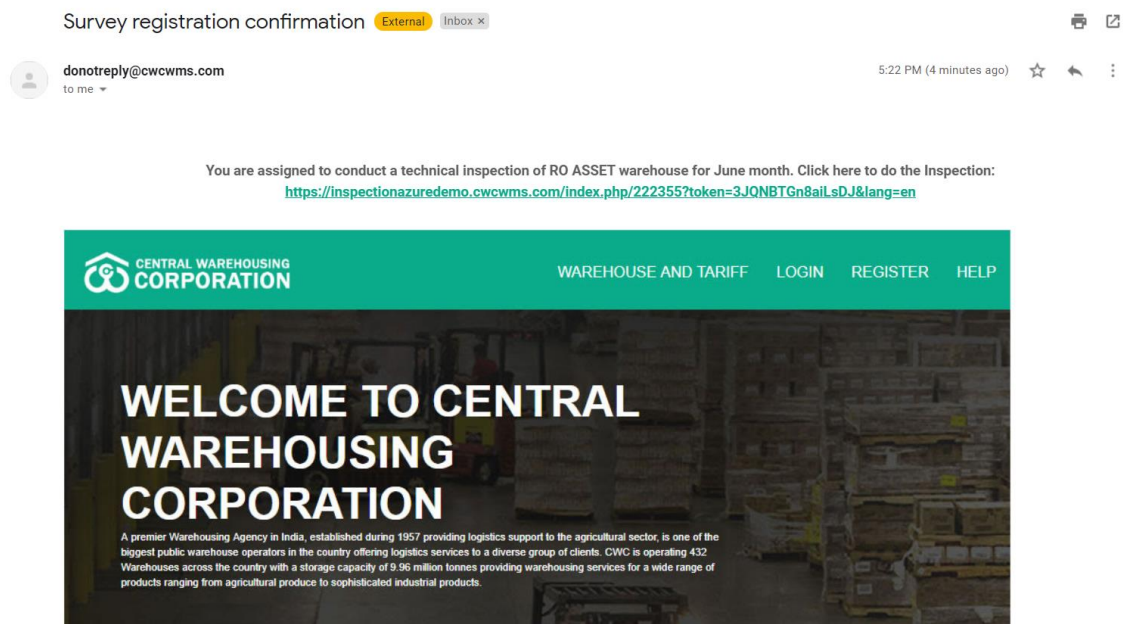 Survey registration confirmation External Inbox ×
donotreply@cwcwms.com
5:22 PM (4 minutes ago)
to me
You are assigned to conduct a technical inspection of RO ASSET warehouse for June month. Click here to do the Inspection:
https://inspectionazuredemo.cwcwms.com/index.php/222355?token=3JQNBTGn8aiLsDJ&lang=en
CENTRAL WAREHOUSING
CORPORATION
WAREHOUSE AND TARIFF LOGIN REGISTER HELP
WELCOME TO CENTRAL
WAREHOUSING
CORPORATION
A premier Warehousing Agency in India, established during 1957 providing logistics support to the agricultural sector, is one of the
biggest public warehouse operators in the country offering logistics services to a diverse group of clients. CWC is operating 432
Warehouses across the country with a storage capacity of 9.96 million tonnes providing warehousing services for a wide range of
products ranging from agricultural produce to sophisticated industrial products.